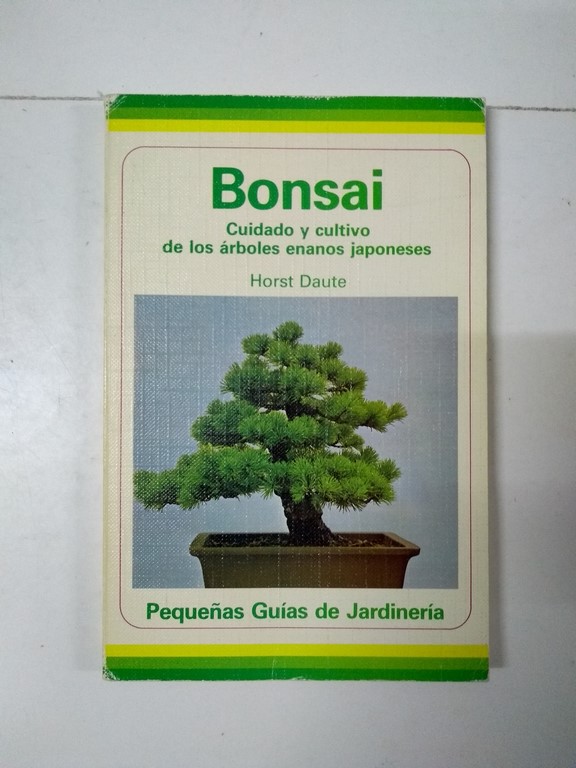 Bonsai
Cuidado y cultivo
de los árboles enanos japoneses
Horst Daute
Pequeñas Guías de Jardinería